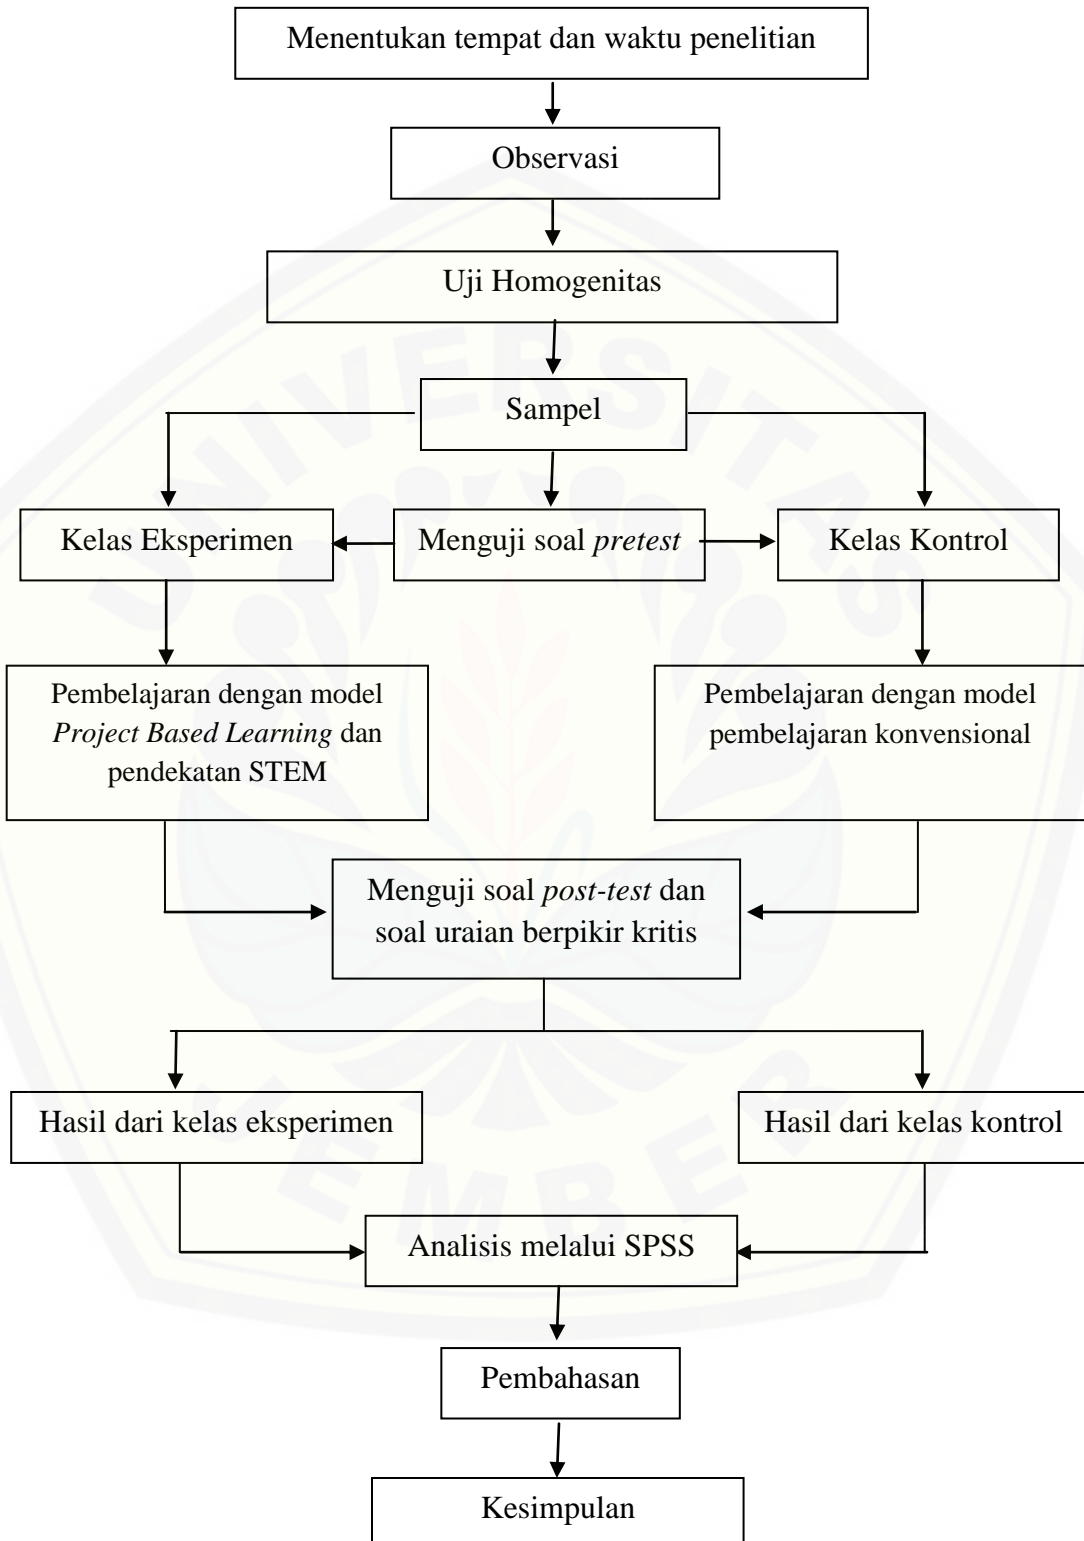 Menentukan tempat dan waktu penelitian
Observasi
Uji Homogenitas
Sampel
Kelas Eksperimen
Menguji soal pretest
Kelas Kontrol
Pembelajaran dengan model
Project Based Learning dan
pendekatan STEM
Pembelajaran dengan model
pembelajaran konvensional
Menguji soal post-test dan
soal uraian berpikir kritis
Hasil dari kelas eksperimen
Hasil dari kelas kontrol
Analisis melalui SPSS
Pembahasan
Kesimpulan
UNIVERSITAS
JEMBER